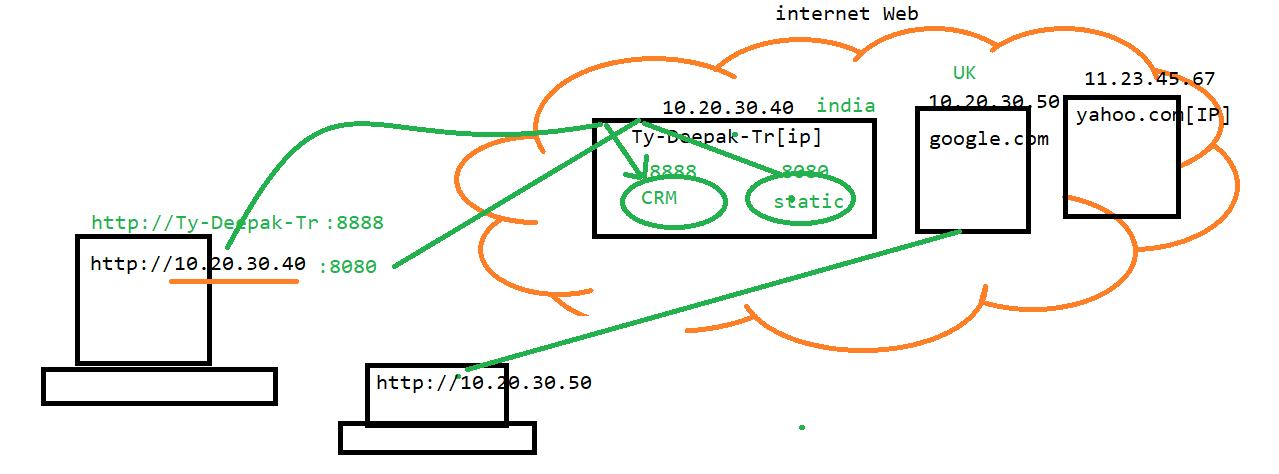 internet Web
UK
11.23.45.67
10.20.30.40 india
10.20.30.50
yahoo.com[IP]
Ty-Deepak-Tr[ip]
google.com
8888 8080
CRM static
http://Ty-Deepak-Tr :8888
http://10.20.30.40 :8080
http://10.20.30.50